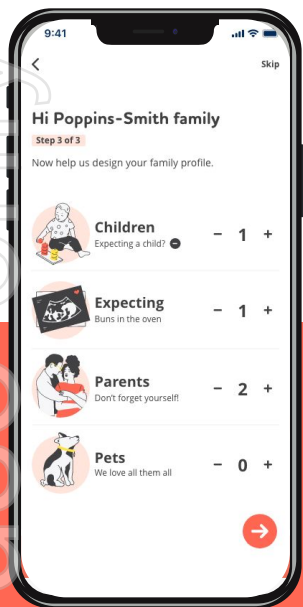 9:41
Skip
Hi Poppins-Smith family
Step 3 of 3
Now help us design your family profile.
Children
Expecting a child?
- 1 +
Expecting
Buns in the oven
- 1 +
Parents
Don't forget yourself!
- 2 +
Pets
We love all them all
- 0 +